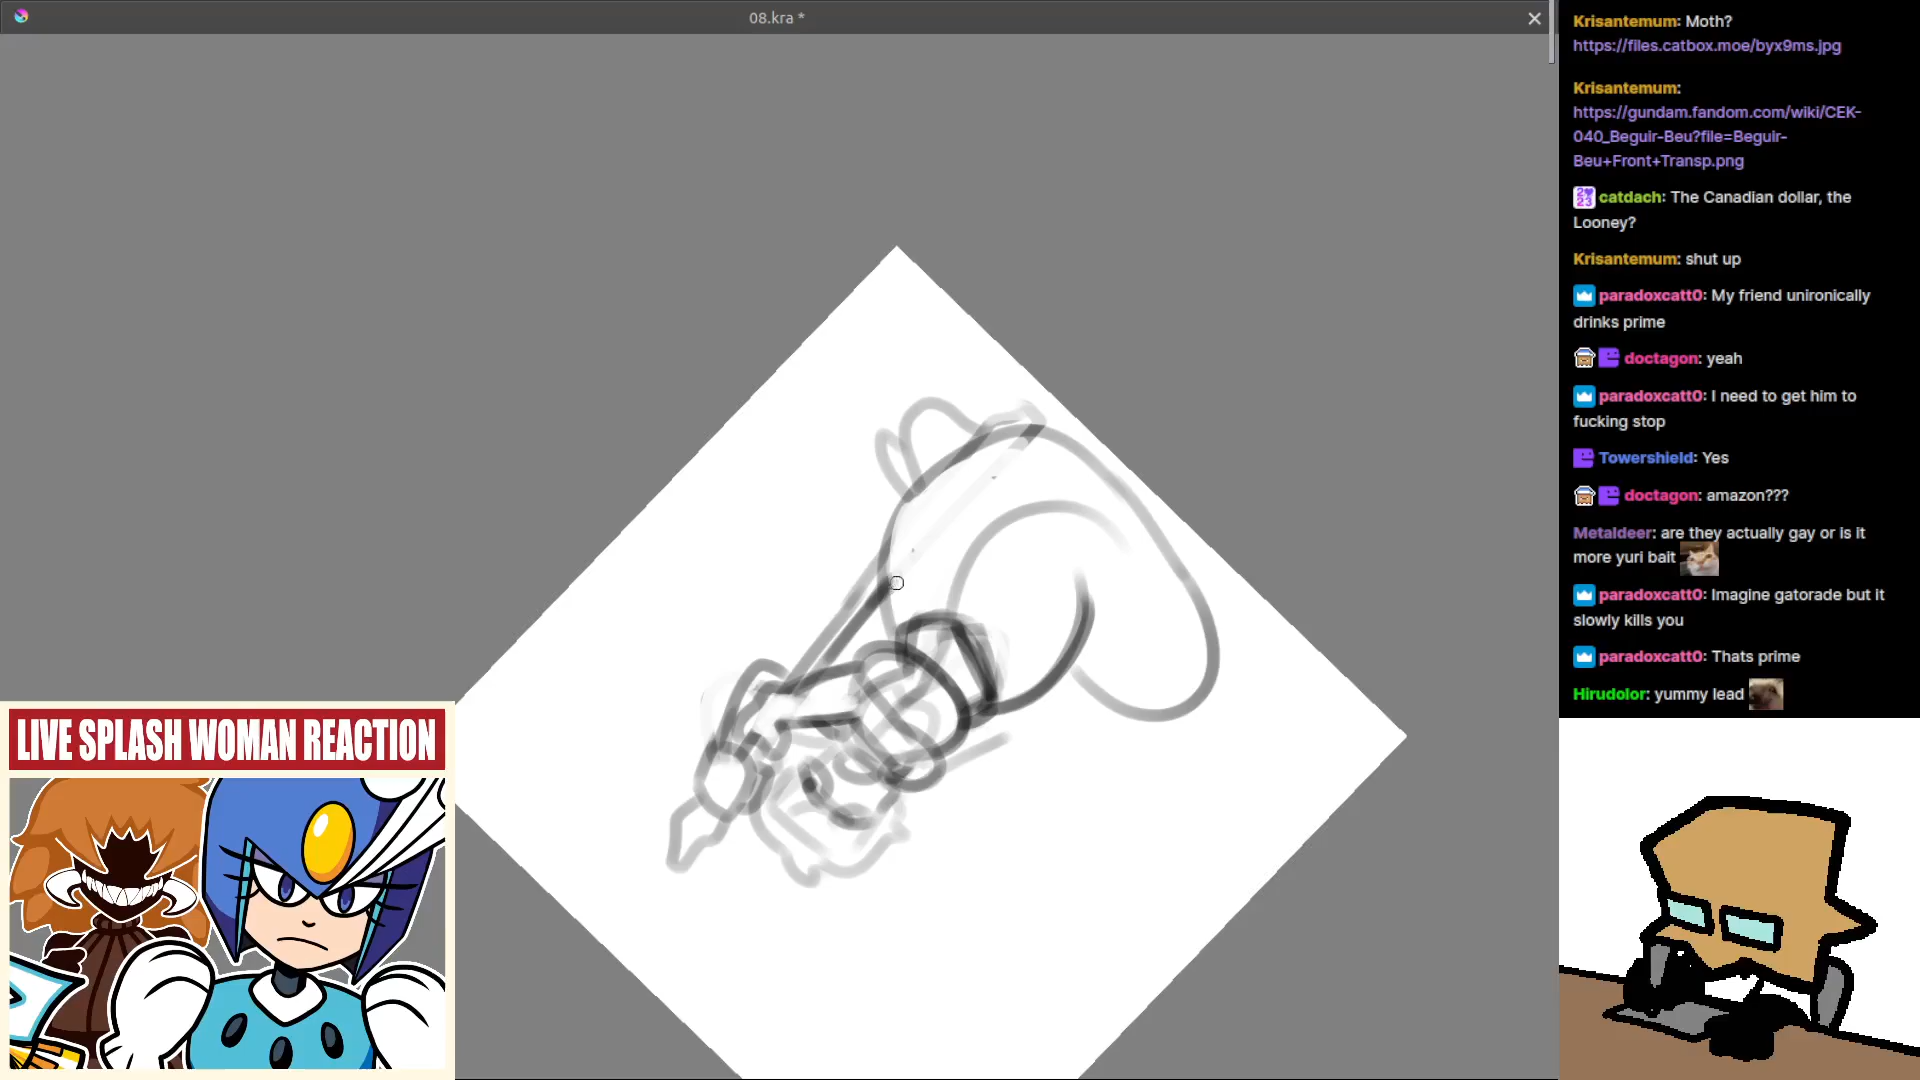 08.kra *
Krisantemum: Moth?
https://files.catbox.moe/byx9ms.jpg
Krisantemum:
https://gundam.fandom.com/wiki/CEK-
040_Beguir-Beu?file=Beguir-
Beu+Front+Transp.png
catdach: The Canadian dollar, the
Looney?
Krisantemum: shut up
paradoxcatt0: My friend unironically
drinks prime
doctagon: yeah
paradoxcatt0: I need to get him to
fucking stop
Towershield: Yes
doctagon: amazon???
Metaldeer: are they actually gay or is it
more yuri bait
paradoxcatt0: Imagine gatorade but it
slowly kills you
paradoxcatt0: Thats prime
Hirudolor: yummy lead
LIVE SPLASH WOMAN REACTION